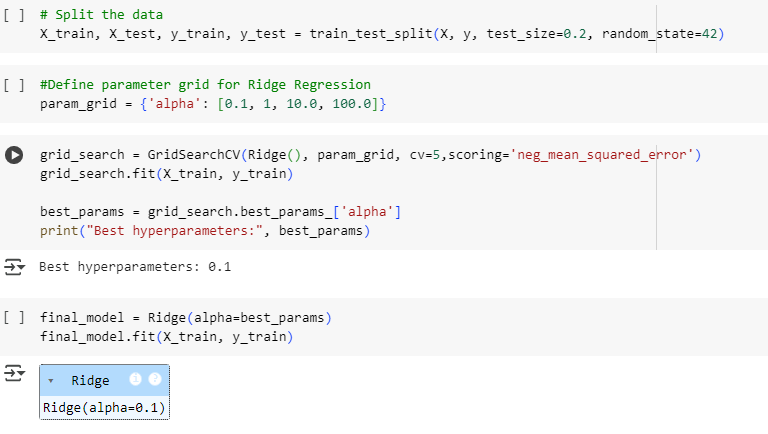 [ ] # Split the data
X_train, X_test, y_train, y_test = train_test_split(X, y, test_size=0.2, random_state=42)
[ ] #Define parameter grid for Ridge Regression
param_grid = {'alpha': [0.1, 1, 10.0, 100.0]}
grid_search = GridSearchCV(Ridge(), param_grid, cv=5,scoring='neg_mean_squared_error')
grid_search.fit(X_train, y_train)
best_params = grid_search.best_params_['alpha']
print("Best hyperparameters:", best_params)
Best hyperparameters: 0.1
[ ] final_model = Ridge(alpha=best_params)
final_model.fit(X_train, y_train)
Ridge i ?
Ridge(alpha=0.1)